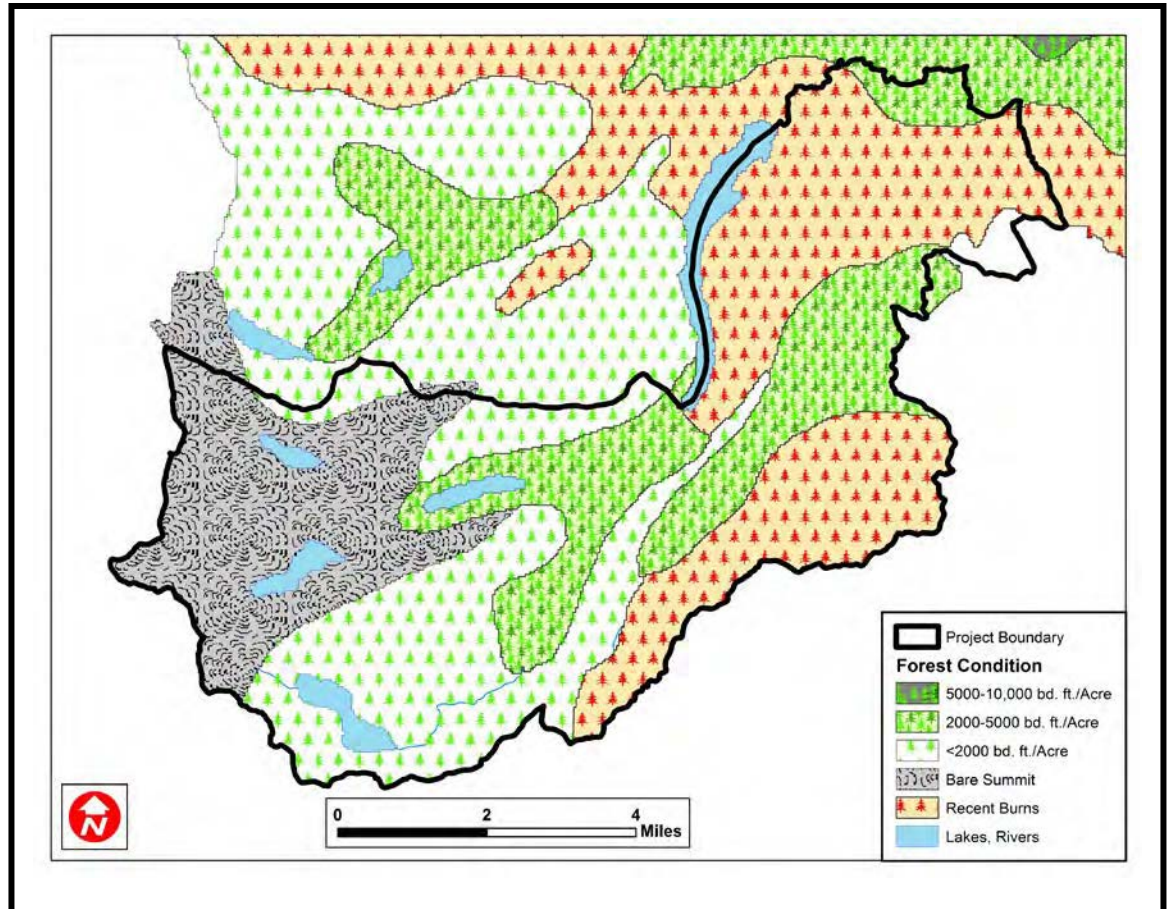 Project Boundary
Forest Condition
5000-10,000 bd. ft./Acre
2000-5000 bd. ft./Acre
<2000 bd. ft./Acre
Bare Summit
Recent Burns
Lakes, Rivers
N
0 2 4
Miles